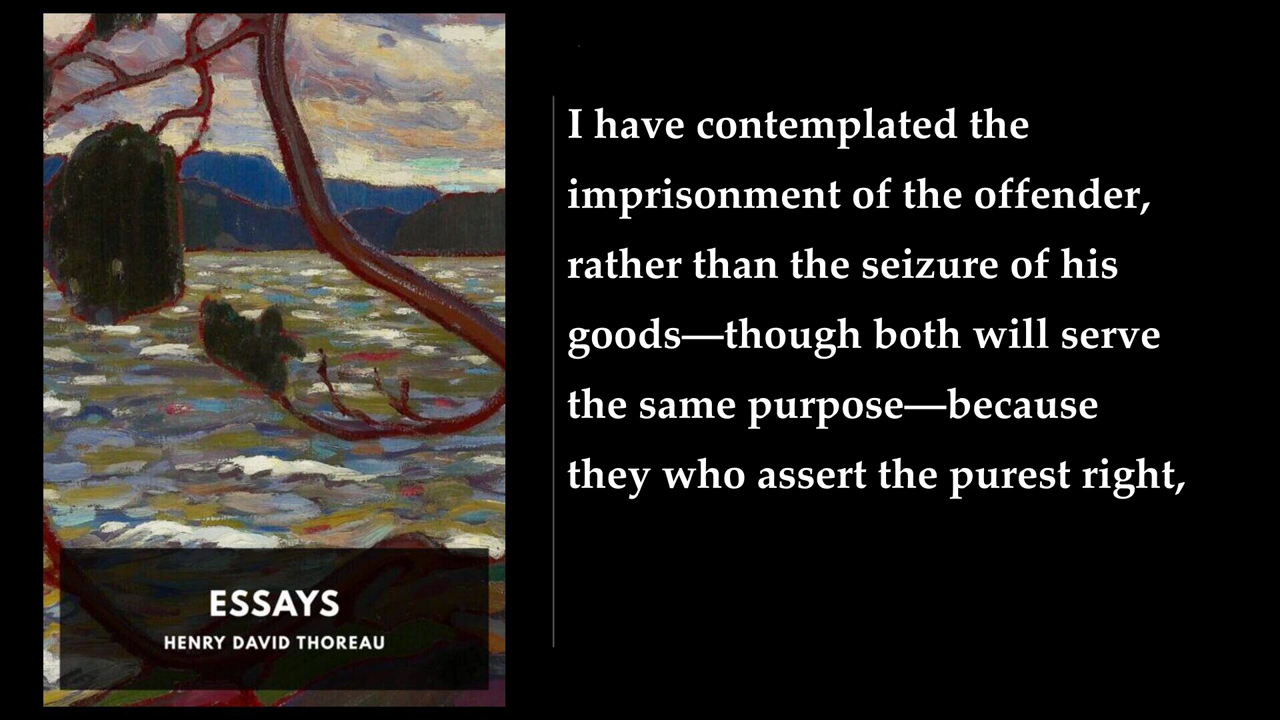 ESSAYS
HENRY DAVID THOREAU
I have contemplated the
imprisonment of the offender,
rather than the seizure of his
goods—though both will serve
the same purpose—because
they who assert the purest right,